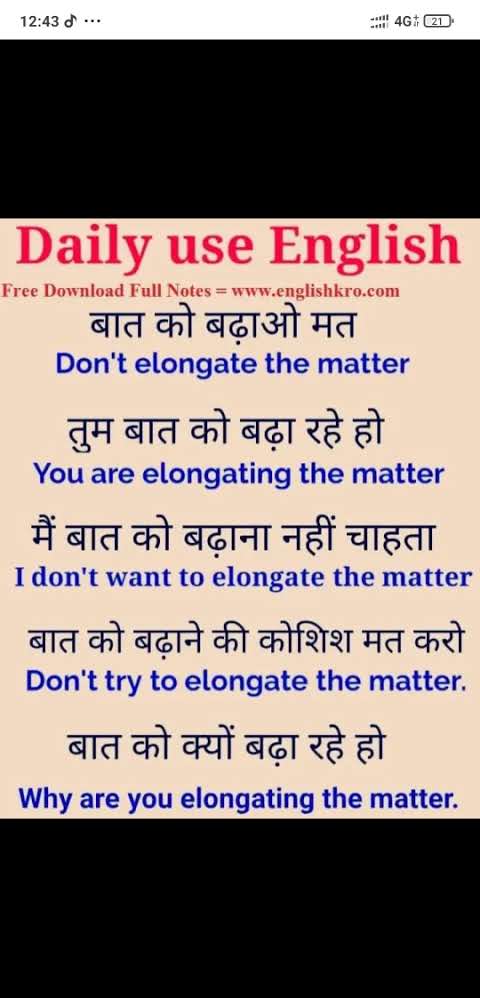 12:43
4G
21
Daily use English
Free Download Full Notes = www.englishkro.com
बात को बढ़ाओ मत
Don't elongate the matter
तुम बात को बढ़ा रहे हो
You are elongating the matter
मैं बात को बढ़ाना नहीं चाहता
I don't want to elongate the matter
बात को बढ़ाने की कोशिश मत करो
Don't try to elongate the matter.
बात को क्यों बढ़ा रहे हो
Why are you elongating the matter.